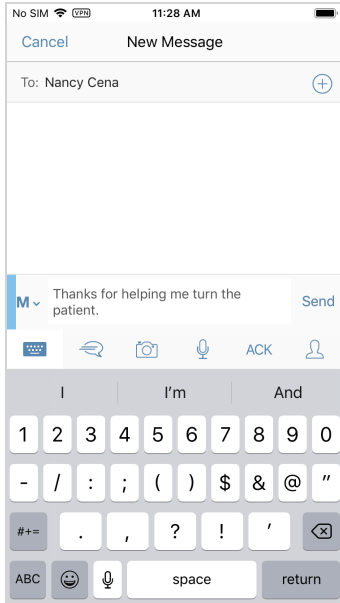 No SIM VPN 11:28 AM
Cancel New Message
To: Nancy Cena
M Thanks for helping me turn the Send
patient.
ACK
I I'm And
1 2 3 4 5 6 7 8 9 0
- / : ; ( ) $ & @ "
#+= . , ? ! '
ABC space return